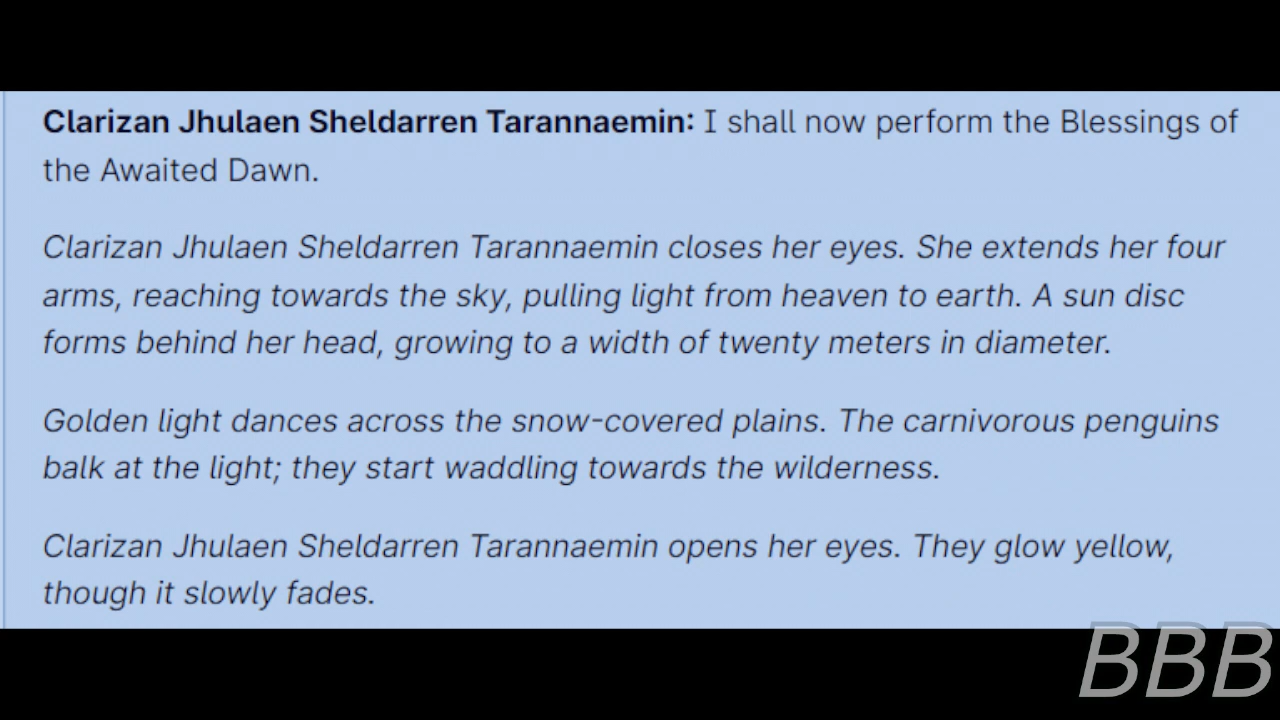 Clarizan Jhulaen Sheldarren Tarannaemin: I shall now perform the Blessings of
the Awaited Dawn.
Clarizan Jhulaen Sheldarren Tarannaemin closes her eyes. She extends her four
arms, reaching towards the sky, pulling light from heaven to earth. A sun disc
forms behind her head, growing to a width of twenty meters in diameter.
Golden light dances across the snow-covered plains. The carnivorous penguins
balk at the light; they start waddling towards the wilderness.
Clarizan Jhulaen Sheldarren Tarannaemin opens her eyes. They glow yellow,
though it slowly fades.
BBB